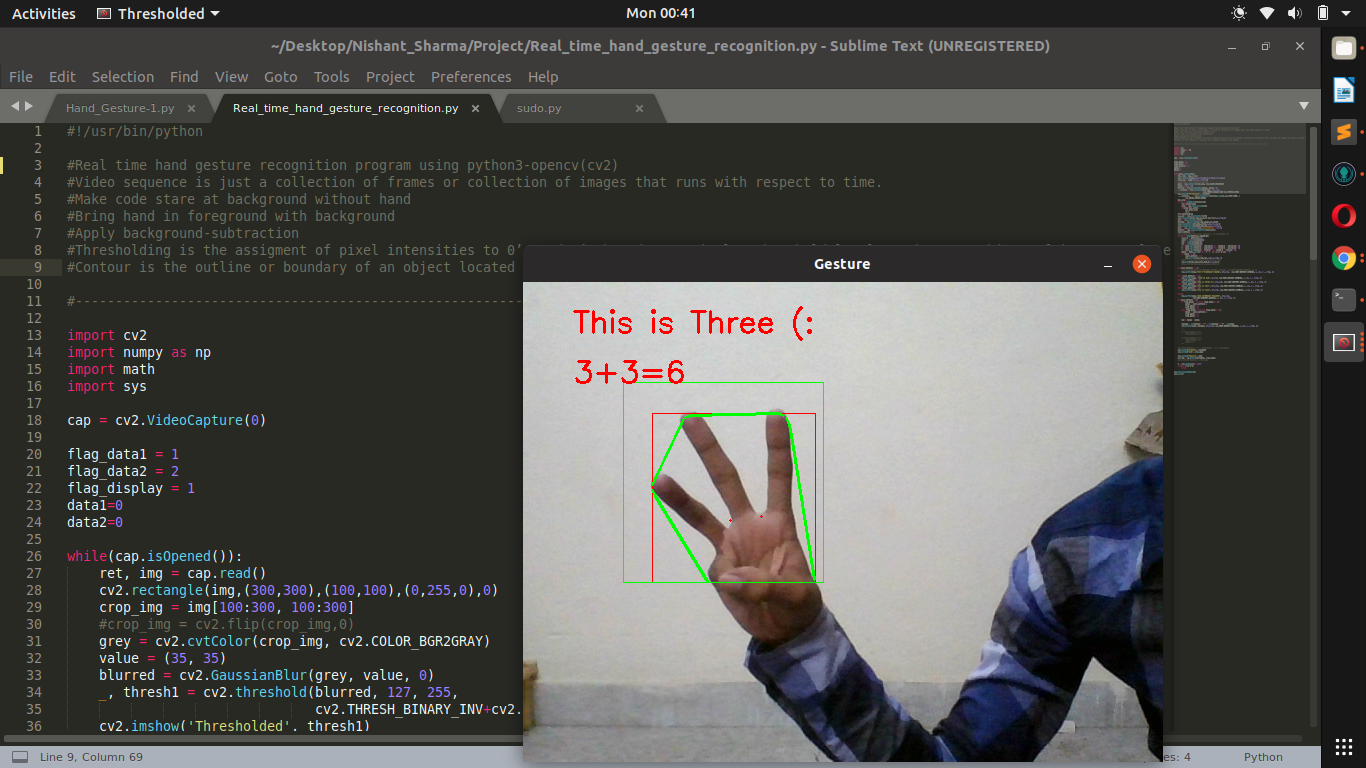 Activities Thresholded Mon 00:41
~/Desktop/Nishant_Sharma/Project/Real_time_hand_gesture_recognition.py - Sublime Text (UNREGISTERED)
File Edit Selection Find View Goto Tools Project Preferences Help
Hand_Gesture-1.py Real_time_hand_gesture_recognition.py sudo.py
1 #!/usr/bin/python
2
3 #Real time hand gesture recognition program using python3-opencv(cv2)
4 #Video sequence is just a collection of frames or collection of images that runs with respect to time.
5 #Make code stare at background without hand
6 #Bring hand in foreground with background
7 #Apply background-subtraction
8 #Thresholding is the assigment of pixel intensities to 0
9 #Contour is the outline or boundary of an object located
10
11 #------------------------------------------------------
12
13 import cv2
14 import numpy as np
15 import math
16 import sys
17
18 cap = cv2.VideoCapture(0)
19
20 flag_data1 = 1
21 flag_data2 = 2
22 flag_display = 1
23 data1=0
24 data2=0
25
26 while(cap.isOpened()):
27 ret, img = cap.read()
28 cv2.rectangle(img,(300,300),(100,100),(0,255,0),0)
29 crop_img = img[100:300, 100:300]
30 #crop_img = cv2.flip(crop_img,0)
31 grey = cv2.cvtColor(crop_img, cv2.COLOR_BGR2GRAY)
32 value = (35, 35)
33 blurred = cv2.GaussianBlur(grey, value, 0)
34 _, thresh1 = cv2.threshold(blurred, 127, 255,
35 cv2.THRESH_BINARY_INV+cv2.
36 cv2.imshow('Thresholded', thresh1)
Gesture
This is Three (:
3+3=6
Line 9, Column 69 es: 4 Python